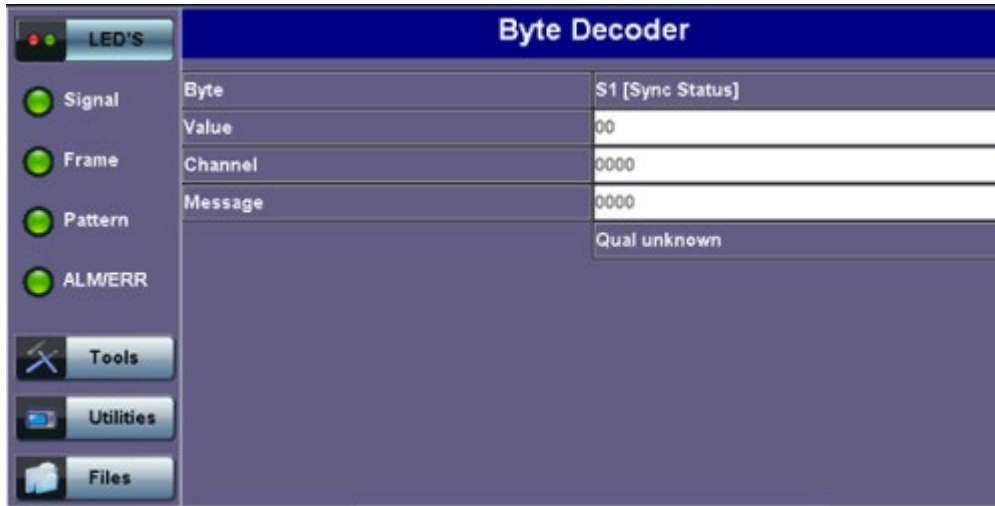 LED'S
Byte Decoder
Signal
Frame
Pattern
ALM/ERR
Tools
Utilities
Files
Byte S1 [Sync Status]
Value 00
Channel 0000
Message 0000
Qual unknown